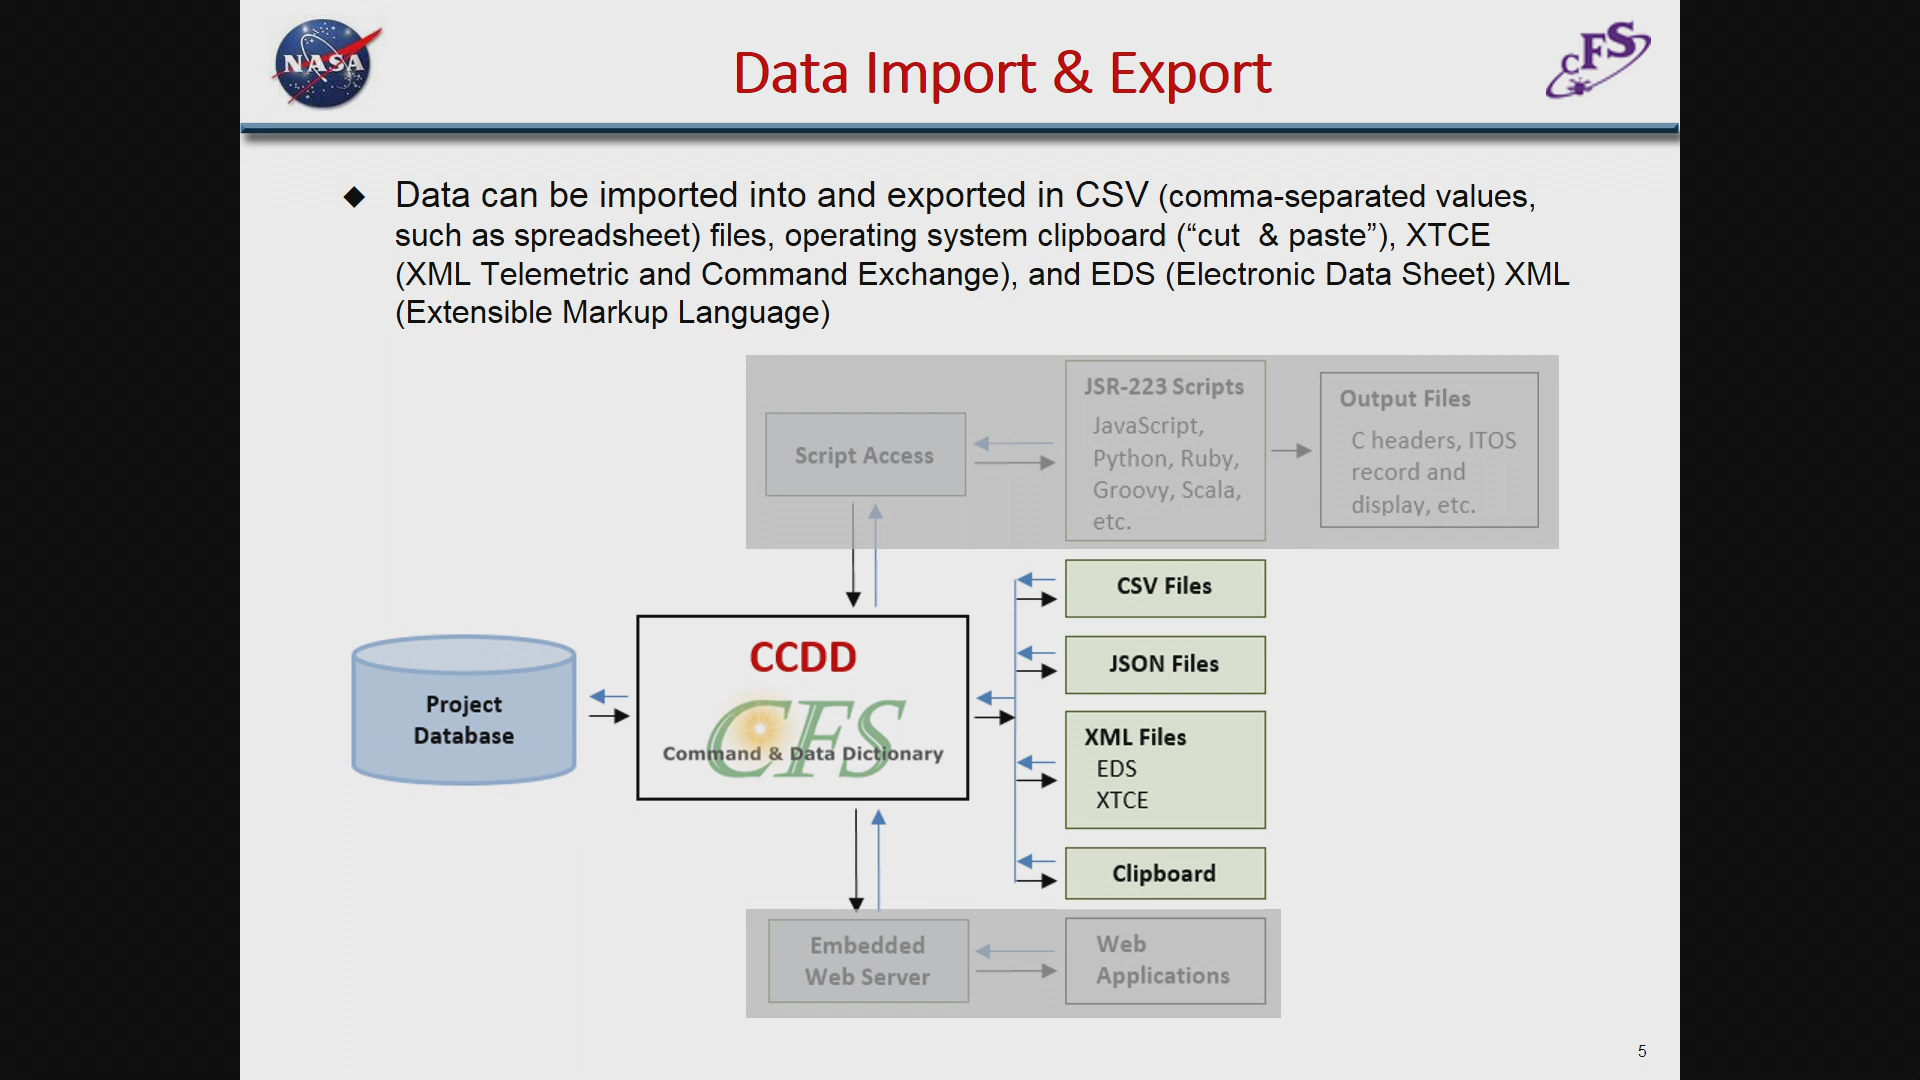 NASA
cFS
Data Import & Export
◆ Data can be imported into and exported in CSV (comma-separated values,
such as spreadsheet) files, operating system clipboard (“cut  & paste”), XTCE
(XML Telemetric and Command Exchange), and EDS (Electronic Data Sheet) XML
(Extensible Markup Language)
JSR-223 Scripts
JavaScript,
Python, Ruby,
Groovy, Scala,
etc.
Output Files
C headers, ITOS
record and
display, etc.
Script Access
CSV Files
JSON Files
XML Files
EDS
XTCE
Clipboard
CCDD
CFS
Command & Data Dictionary
Project
Database
Embedded
Web Server
Web
Applications
5